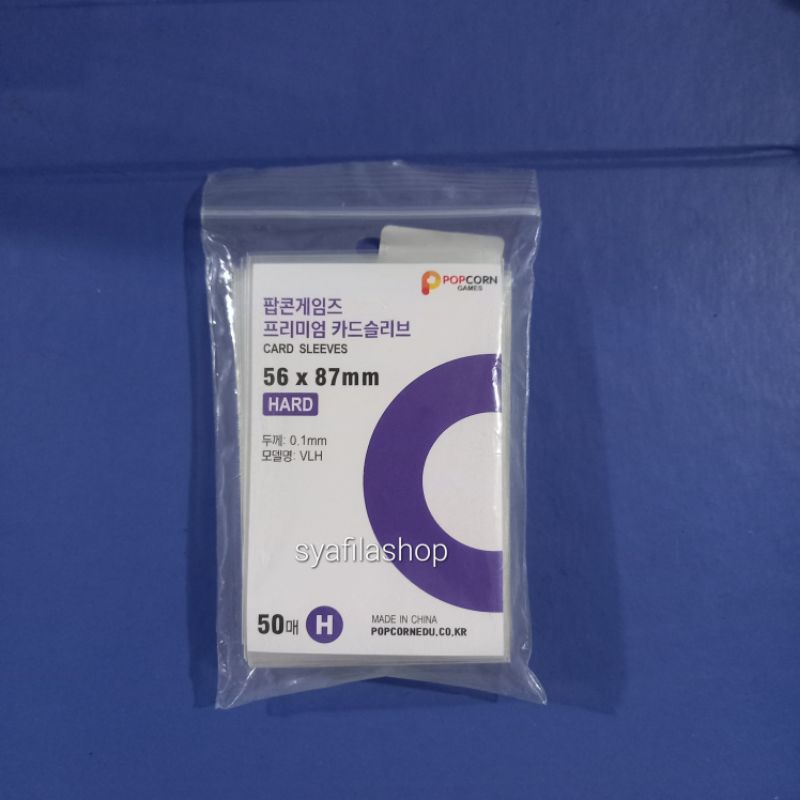 POPCORN
GAMES
팝콘게임즈
프리미엄 카드슬리브
CARD SLEEVES
56 x 87mm
HARD
두께: 0.1mm
모델명: VLH
syafilashop
50매 H
MADE IN CHINA
POPCORNEDU.CO.KR